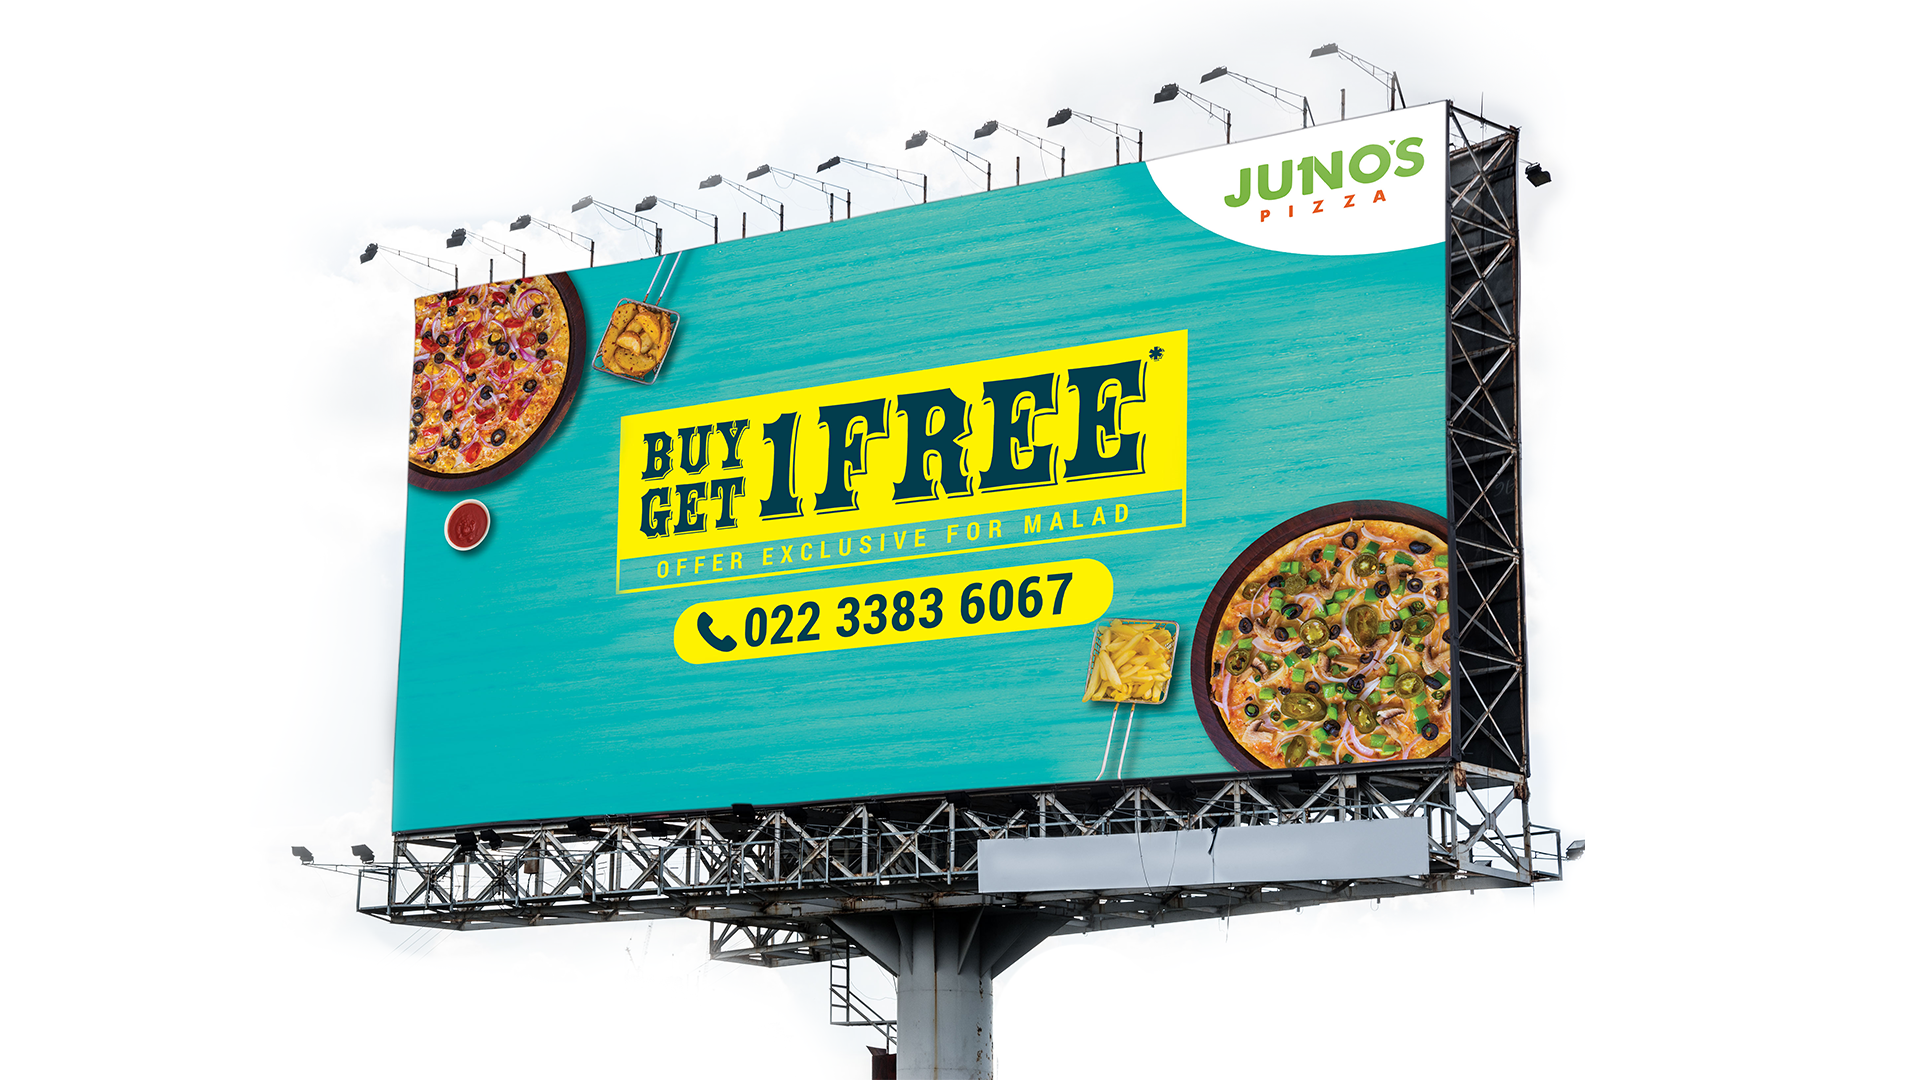 JUNO'S
PIZZA
BUY 1 FREE*
GET
OFFER EXCLUSIVE FOR MALAD
022 3383 6067